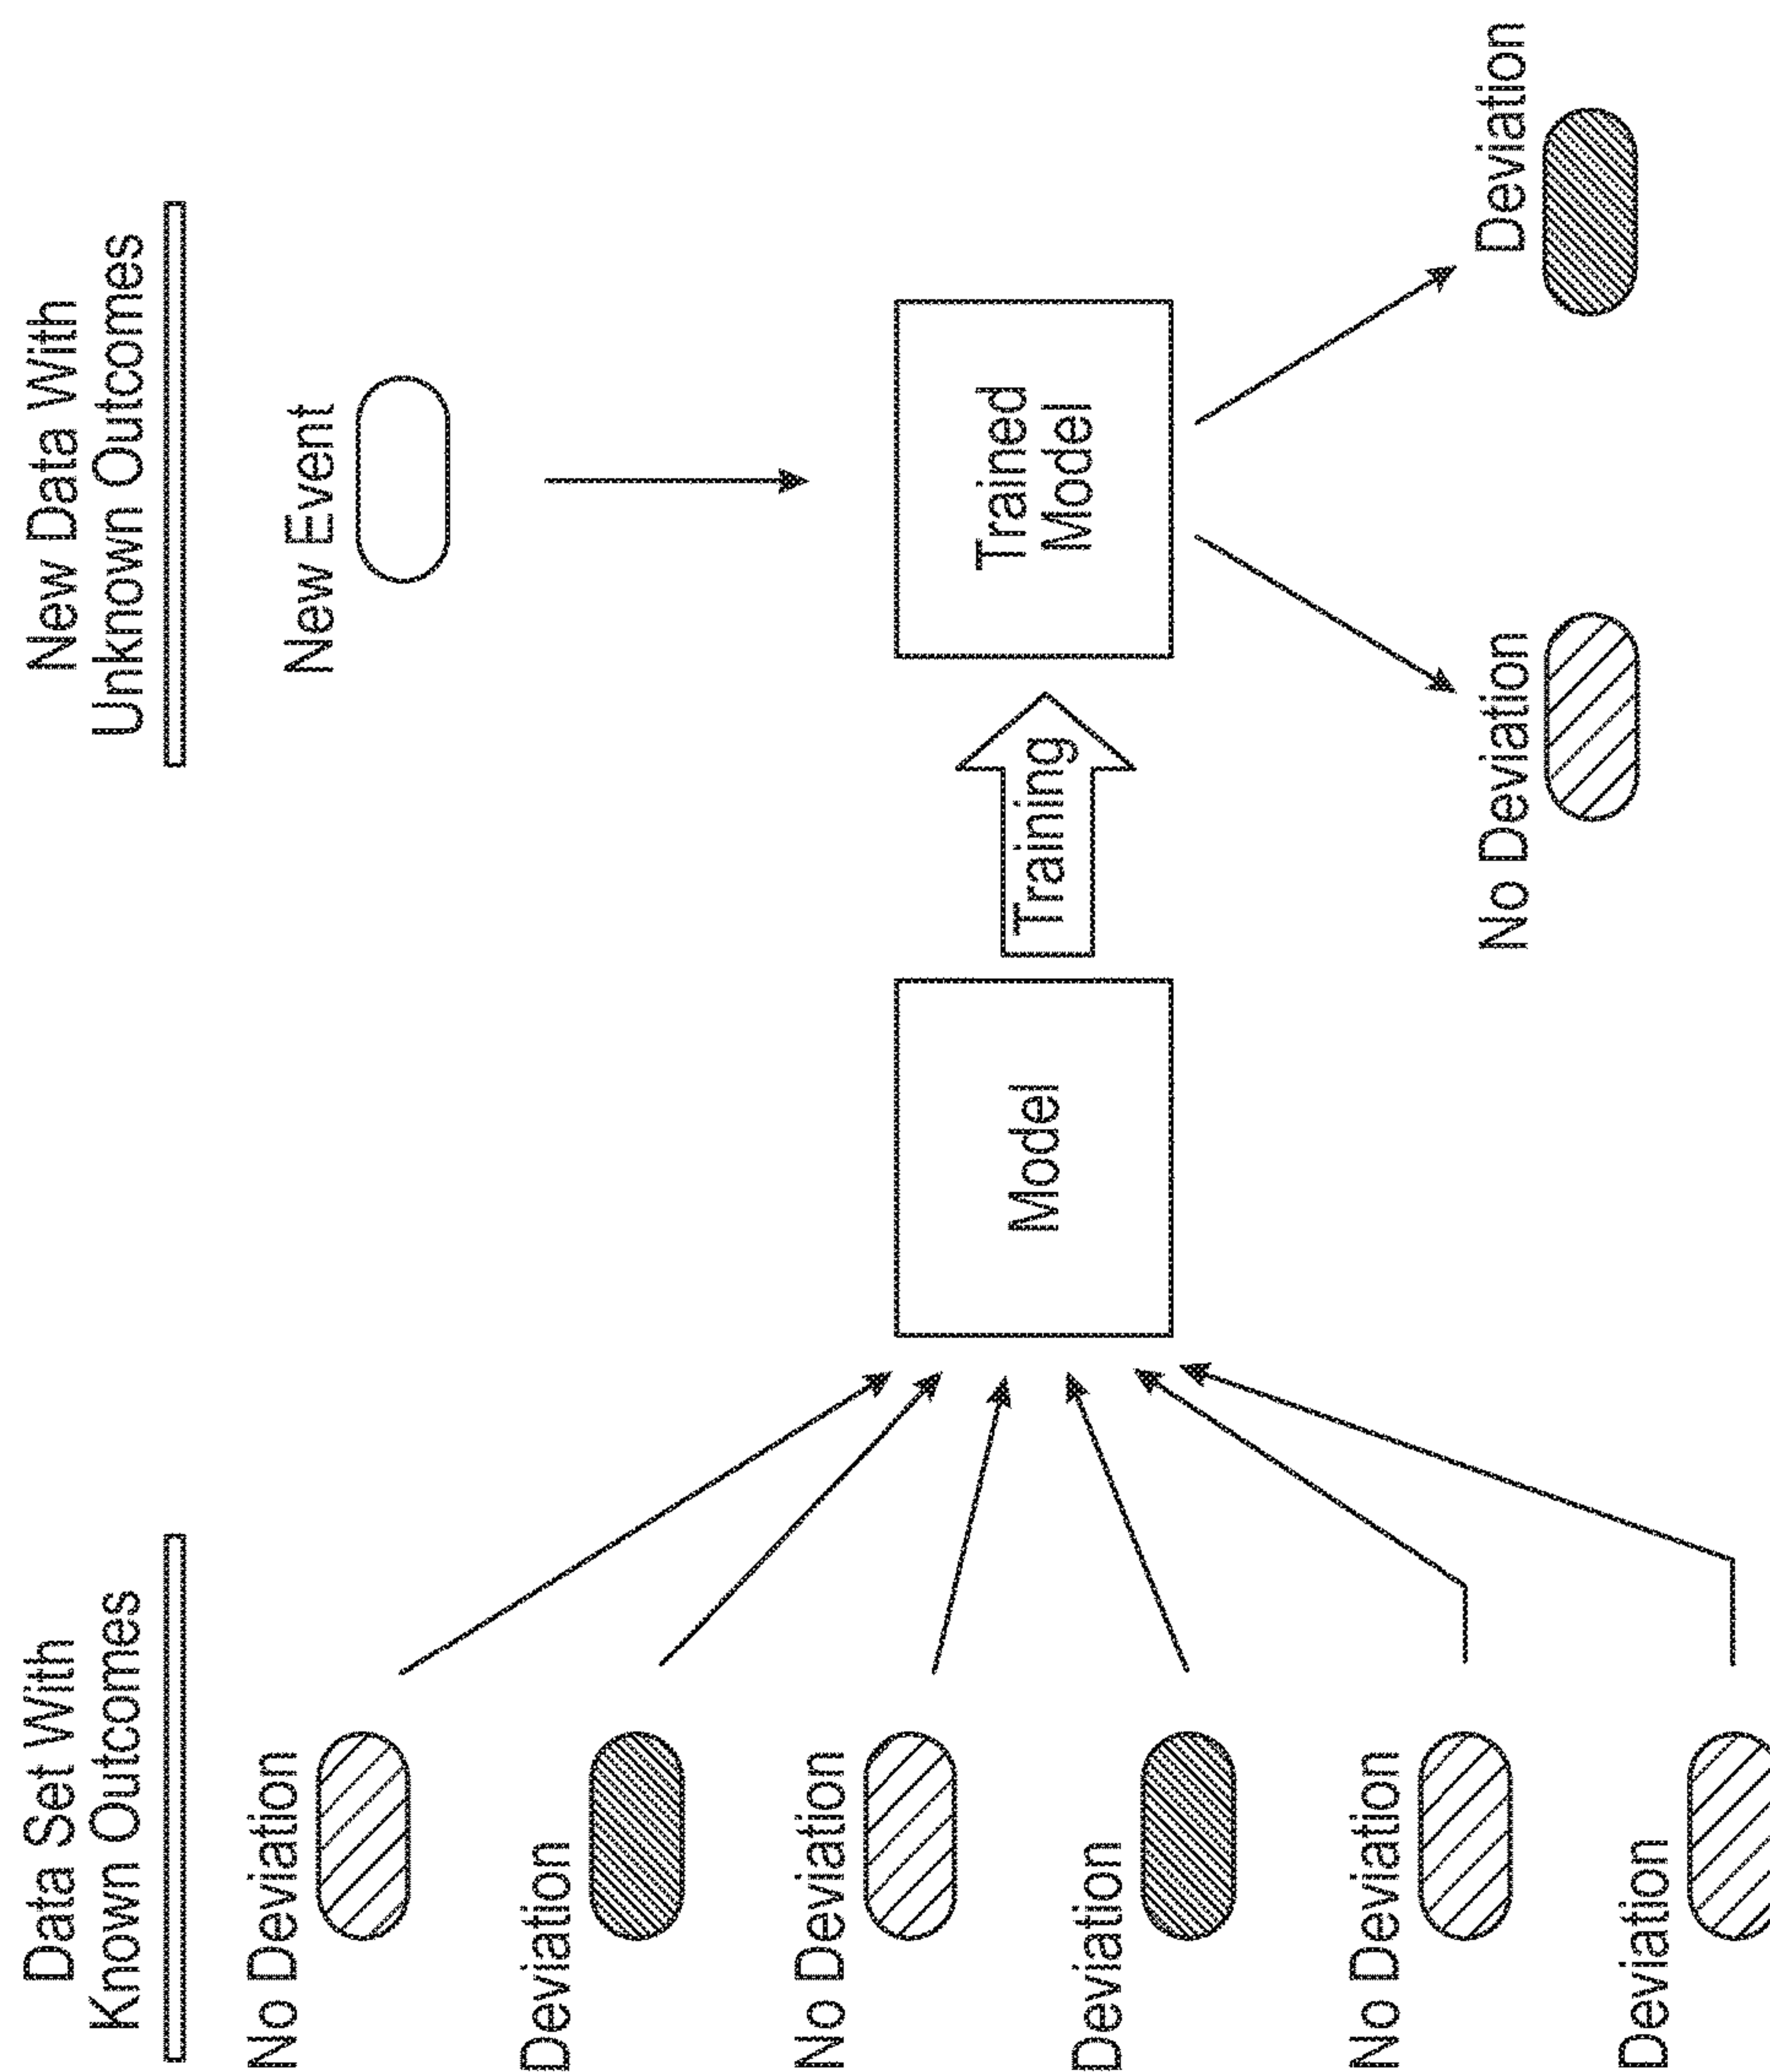 Data Set With
Known Outcomes
No Deviation
Deviation
No Deviation
Deviation
No Deviation
Deviation
Model
Training
New Data With
Unknown Outcomes
New Event
Trained
Model
No Deviation
Deviation